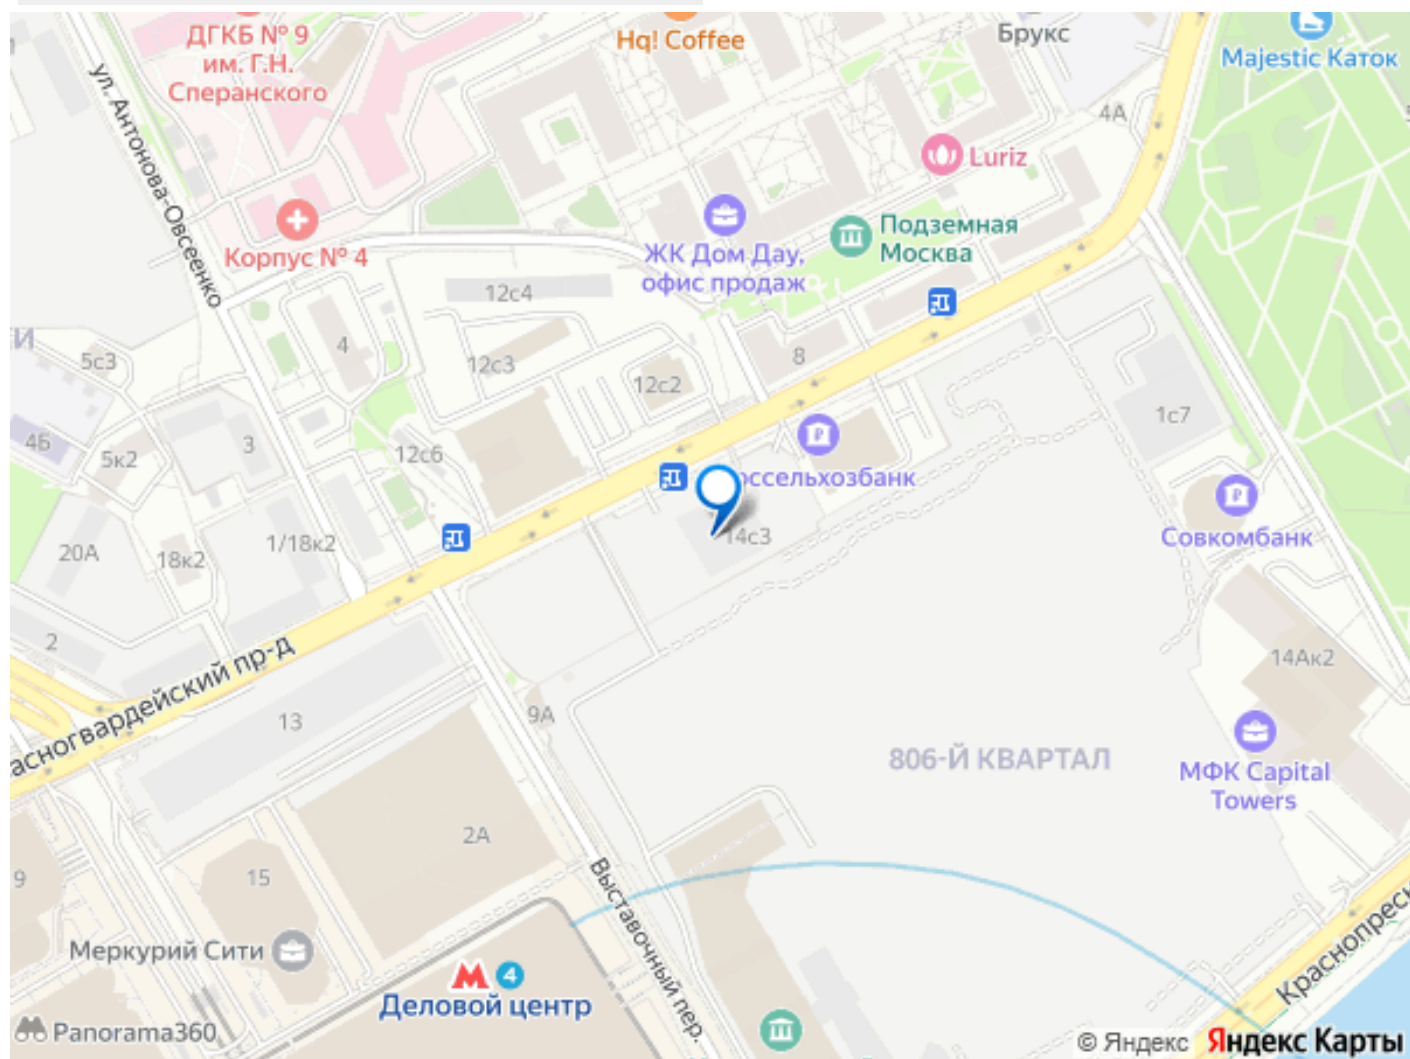 ДГКБ № 9
им. Г.Н.
Сперанского
Hq! Coffee
Брукс
Majestic Каток
ул. Антонова-Овсеенко
4А
Luriz
Корпус № 4
ЖК Дом Дау,
офис продаж
Подземная
Москва
12с4
4
12с3
12с2
8
5с3
1с7
4Б
5к2
3
12с6
оссельхозбанк
Совкомбанк
20А
18к2
1/18к2
14с3
2
асногвардейский пр-д
14Ак2
13
9А
806-Й КВАРТАЛ
МФК Capital
Towers
2А
9
15
Выставочный пер.
Меркурий Сити
4
Деловой центр
Краснопресн
Panorama360
© Яндекс
Яндекс Карты